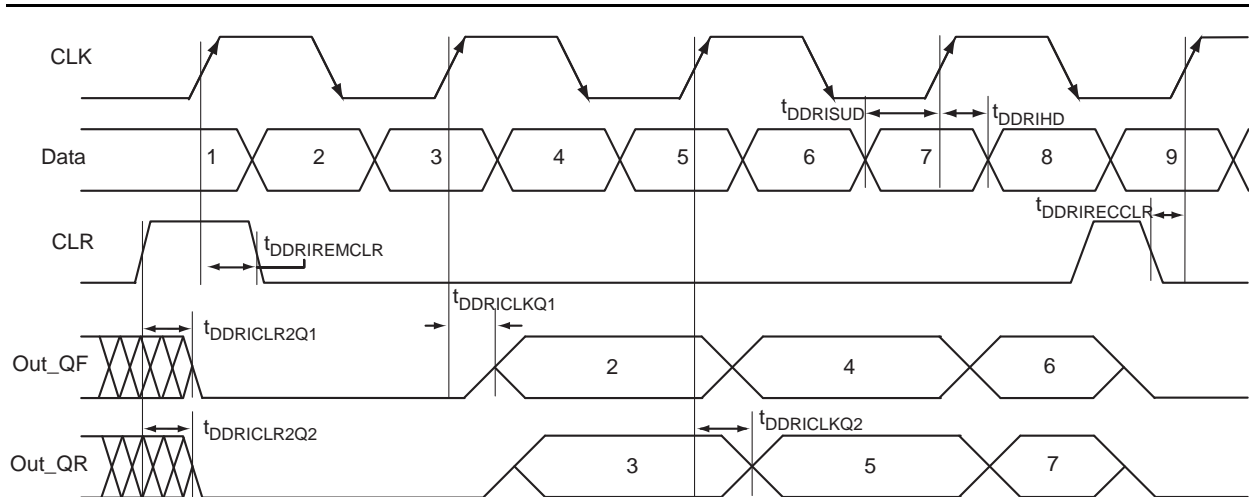 CLK
tDDRISUD
tDDRIHD
Data 1 2 3 4 5 6 7 8 9
CLR
tDDRIREMCLR
tDDRIRECCLR
tDDRICLKQ1
tDDRICLR2Q1
Out_QF 2 4 6
tDDRICLR2Q2
tDDRICLKQ2
Out_QR 3 5 7